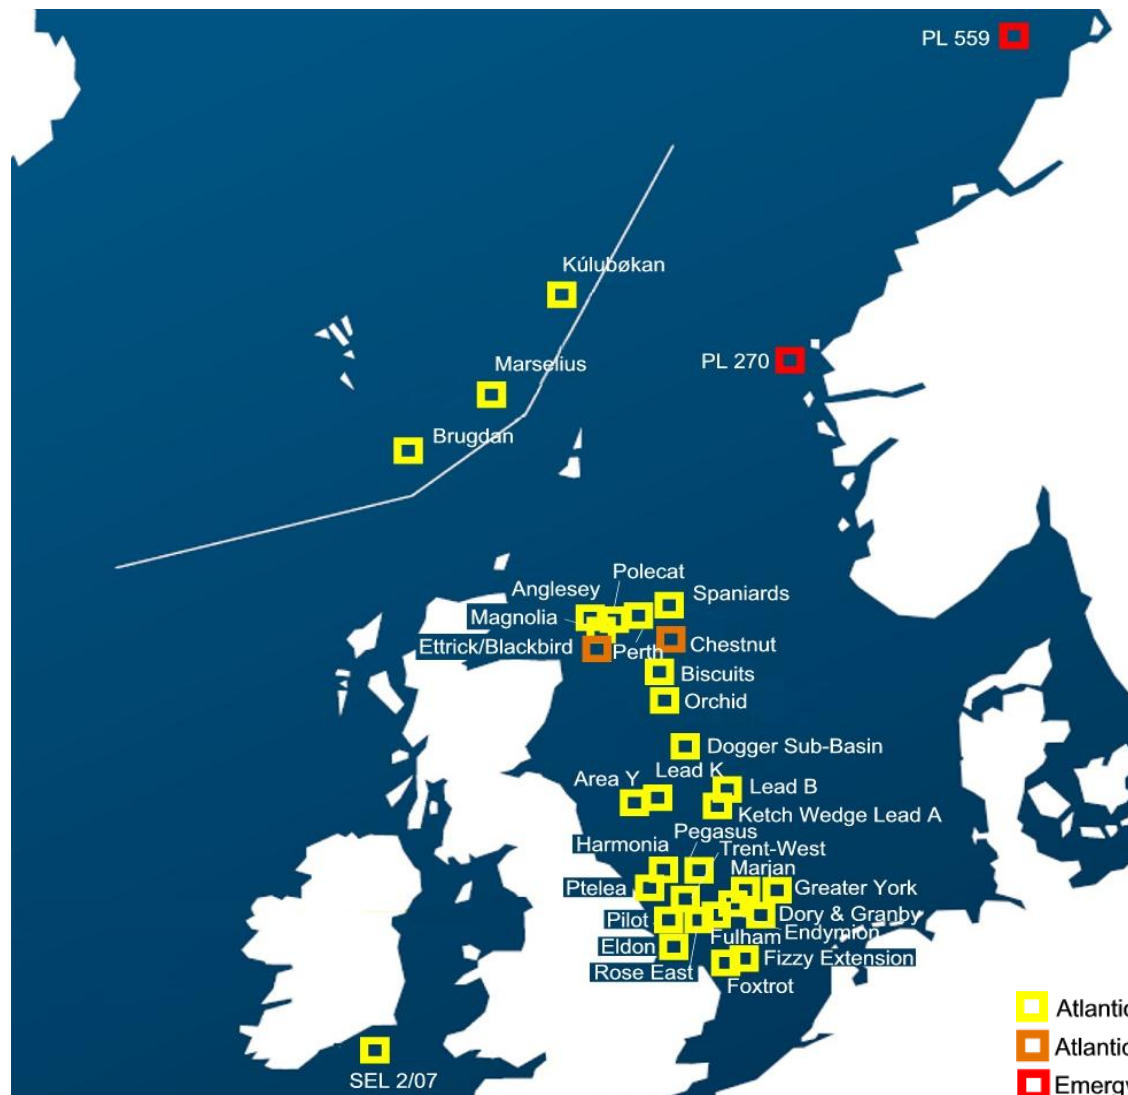 PL 559
Kúlubøkan
PL 270
Marselius
Brugdan
Polecat
Anglesey
Spaniards
Magnolia
Ettrick/Blackbird
Perth
Chestnut
Biscuits
Orchid
Dogger Sub-Basin
Lead K
Area Y
Lead B
Ketch Wedge Lead A
Pegasus
Harmonia
Trent-West
Marjan
Ptelea
Greater York
Pilot
Dory & Granby
Endymion
Fulham
Eldon
Fizzy Extension
Rose East
Foxtrot
Atlantic
Atlantic
Emergy
SEL 2/07